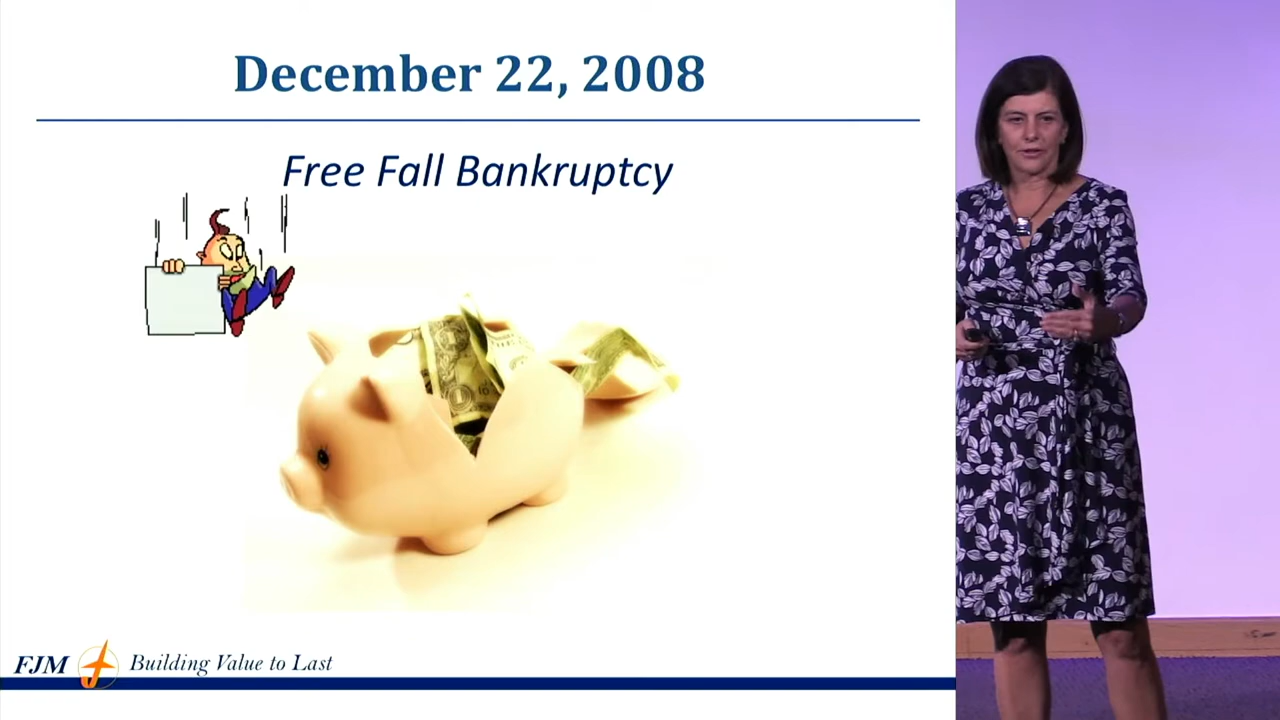 December 22, 2008
Free Fall Bankruptcy
FJM Building Value to Last